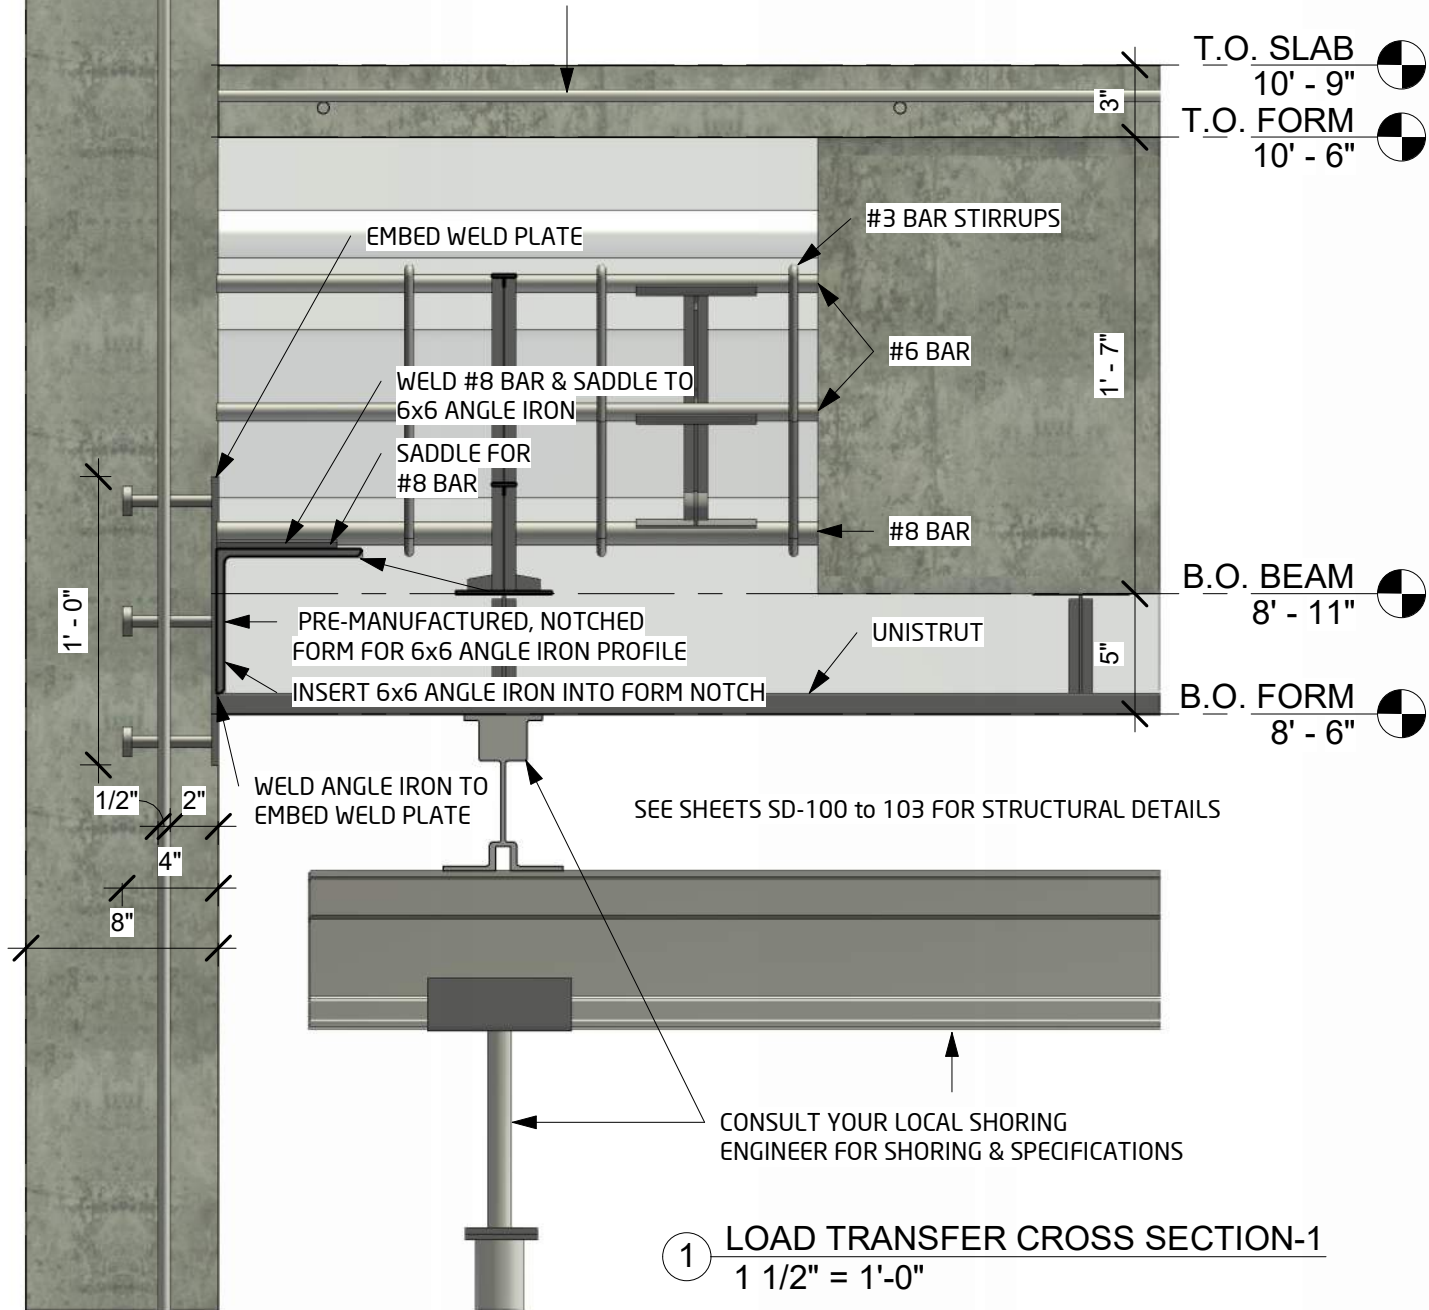 T.O. SLAB
10' - 9"
3"
T.O. FORM
10' - 6"
#3 BAR STIRRUPS
EMBED WELD PLATE
#6 BAR
1' - 7"
WELD #8 BAR & SADDLE TO
6x6 ANGLE IRON
SADDLE FOR
#8 BAR
#8 BAR
B.O. BEAM
8' - 11"
1' - 0"
PRE-MANUFACTURED, NOTCHED
FORM FOR 6x6 ANGLE IRON PROFILE
UNISTRUT
5"
INSERT 6x6 ANGLE IRON INTO FORM NOTCH
B.O. FORM
8' - 6"
WELD ANGLE IRON TO
EMBED WELD PLATE
1/2"
2"
SEE SHEETS SD-100 to 103 FOR STRUCTURAL DETAILS
4"
8"
CONSULT YOUR LOCAL SHORING
ENGINEER FOR SHORING & SPECIFICATIONS
1
LOAD TRANSFER CROSS SECTION-1
1 1/2" = 1'-0"